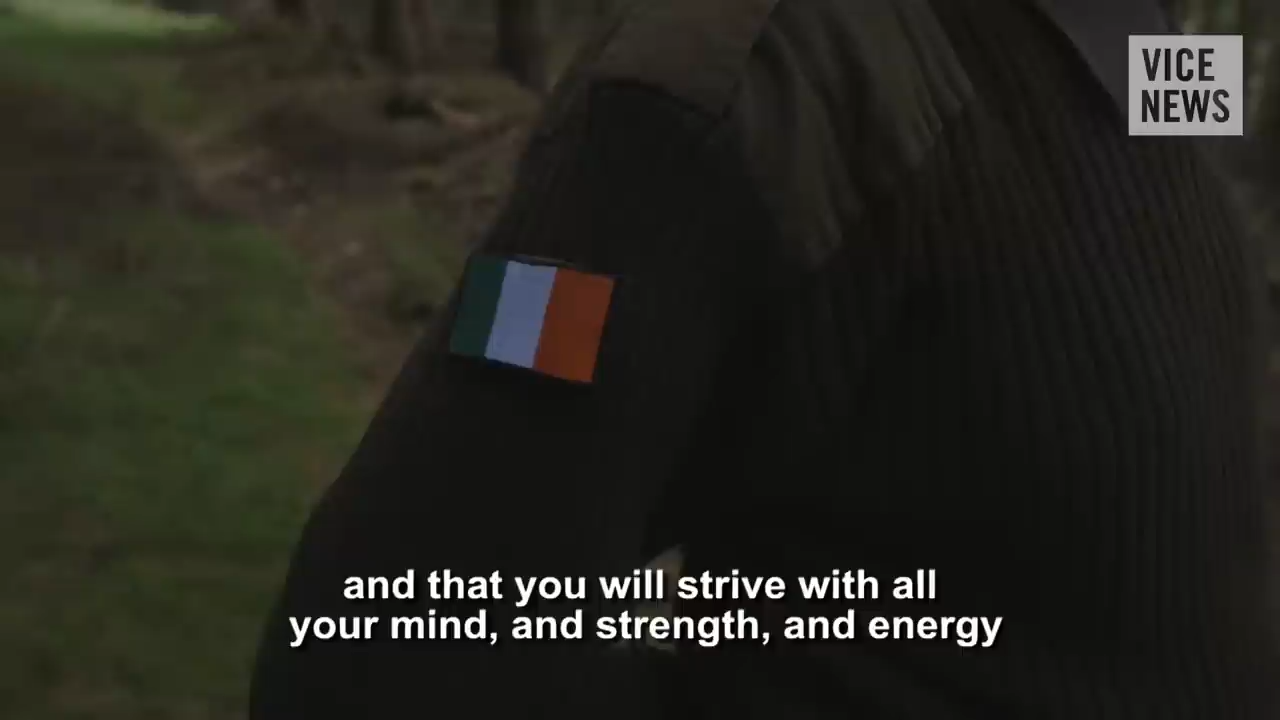 VICE
NEWS
and that you will strive with all
your mind, and strength, and energy